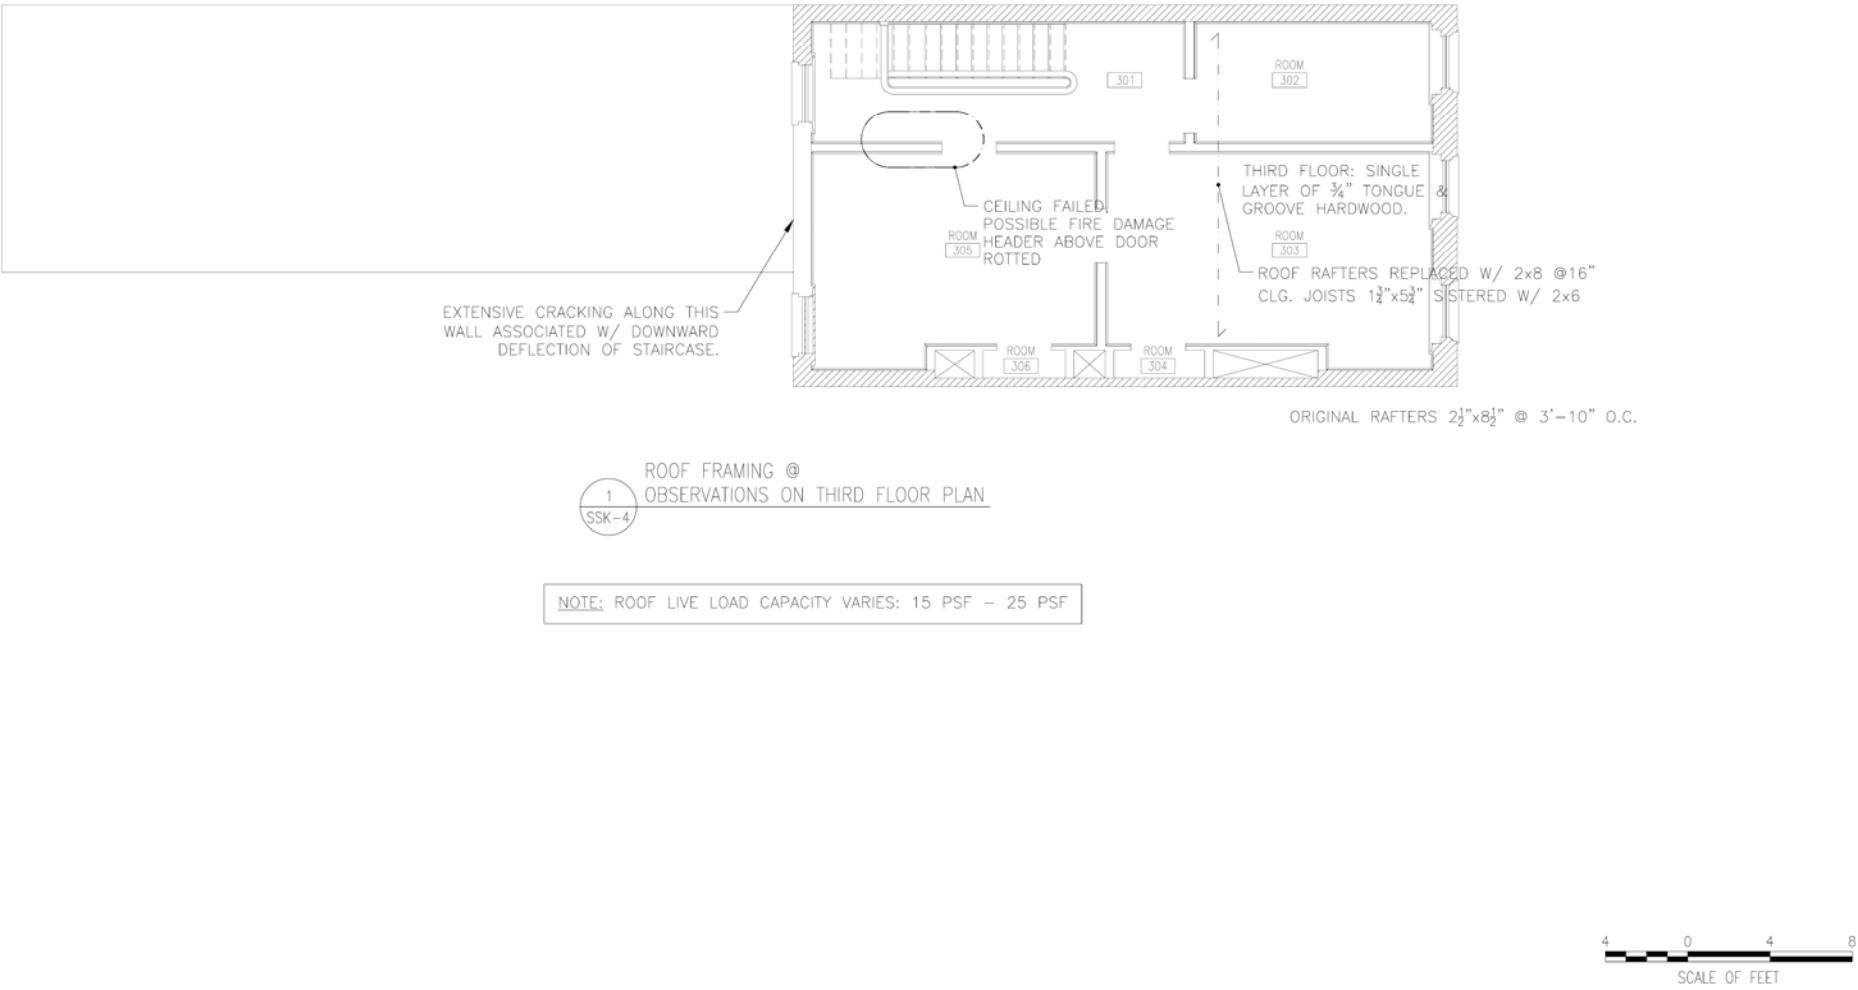 301
ROOM
302
THIRD FLOOR: SINGLE
LAYER OF ¾" TONGUE &
GROOVE HARDWOOD.
CEILING FAILED,
POSSIBLE FIRE DAMAGE
HEADER ABOVE DOOR
ROTTED
ROOM
305
ROOM
303
ROOF RAFTERS REPLACED W/ 2x8 @16"
CLG. JOISTS 1¾"x5¾" SISTERED W/ 2x6
EXTENSIVE CRACKING ALONG THIS
WALL ASSOCIATED W/ DOWNWARD
DEFLECTION OF STAIRCASE.
ROOM
306
ROOM
304
ORIGINAL RAFTERS 2½"x8½" @ 3'-10" O.C.
ROOF FRAMING @
OBSERVATIONS ON THIRD FLOOR PLAN
1
SSK-4
NOTE: ROOF LIVE LOAD CAPACITY VARIES: 15 PSF - 25 PSF
4 0 4 8
SCALE OF FEET